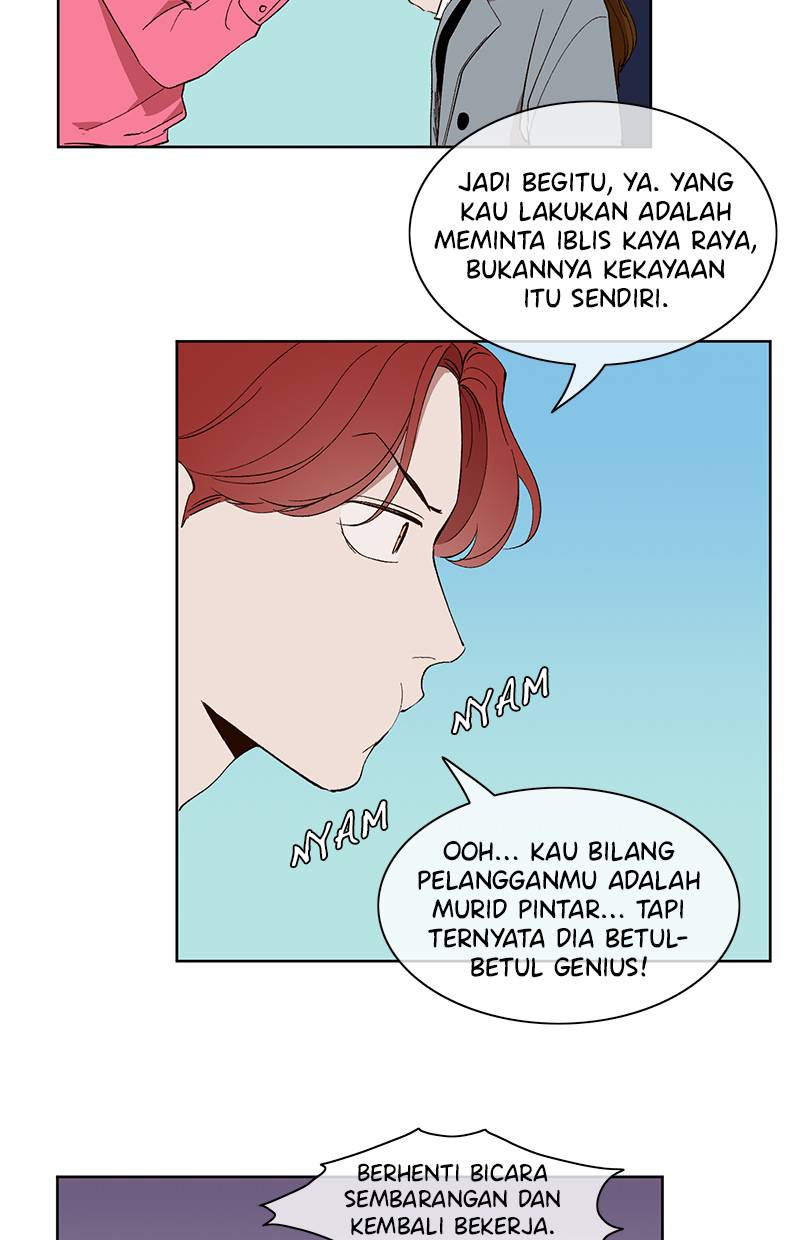 JADI BEGITU, YA. YANG
KAU LAKUKAN ADALAH
MEMINTA IBLIS KAYA RAYA,
BUKANNYA KEKAYAAN
ITU SENDIRI.
NYAM
NYAM
OOH... KAU BILANG
PELANGGANMU ADALAH
MURID PINTAR... TAPI
TERNYATA DIA BETUL-
BETUL GENIUS!
BERHENTI BICARA
SEMBARANGAN DAN
KEMBALI BEKERJA.